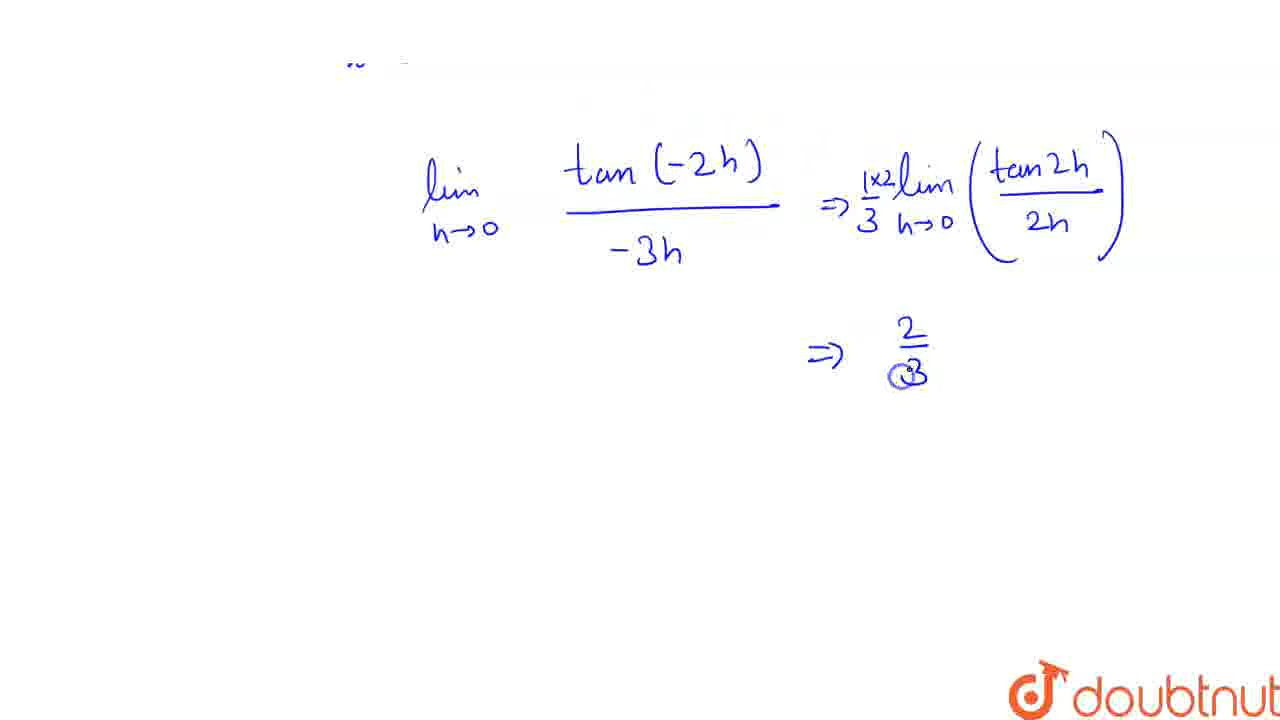 lim h→0 tan(-2h) / -3h ⇒ 1×2/3 lim h→0 (tan2h / 2h)
⇒ 2/3
doubtnut